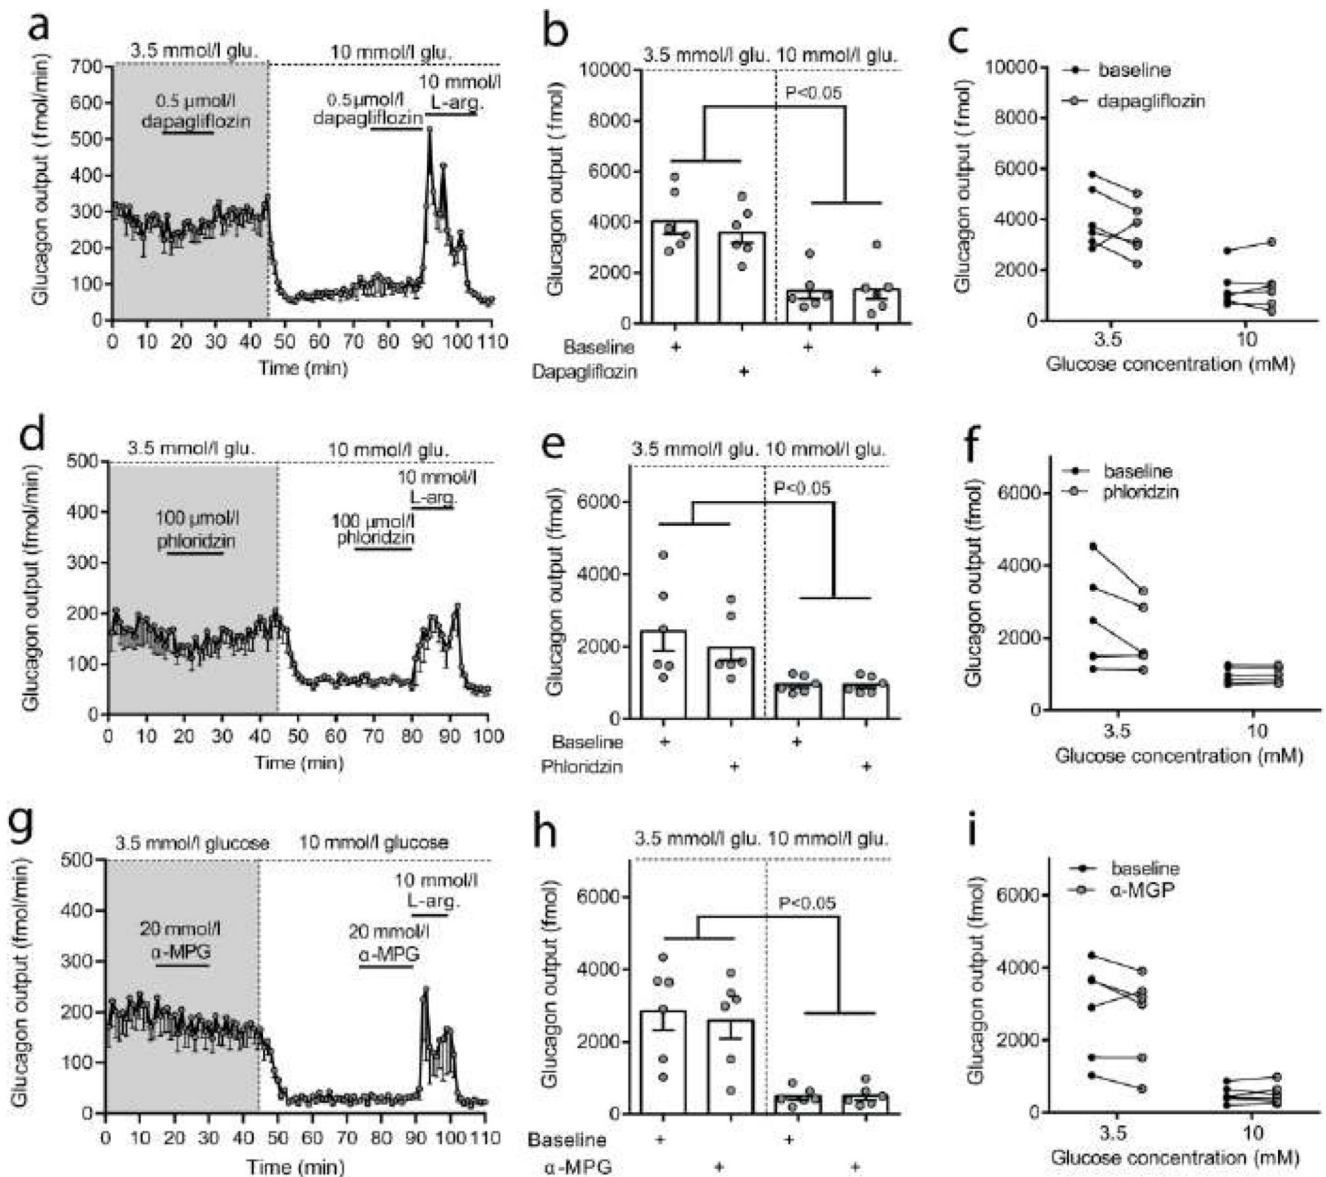 a
3.5 mmol/l glu.
10 mmol/l glu.
Glucagon output (fmol/min)
700
600
500
400
300
200
100
0
0.5 µmol/l
dapagliflozin
0.5µmol/l
dapagliflozin
10 mmol/l
L-arg.
0 10 20 30 40 50 60 70 80 90 100 110
Time (min)
b
3.5 mmol/l glu. 10 mmol/l glu.
Glucagon output (fmol)
10000
8000
6000
4000
2000
0
P<0.05
Baseline + +
Dapagliflozin + +
c
Glucagon output (fmol)
10000
8000
6000
4000
2000
0
baseline
dapagliflozin
3.5 10
Glucose concentration (mM)
d
3.5 mmol/l glu.
10 mmol/l glu.
Glucagon output (fmol/min)
500
400
300
200
100
0
100 µmol/l
phloridzin
100 µmol/l
phloridzin
10 mmol/l
L-arg.
0 10 20 30 40 50 60 70 80 90 100
Time (min)
e
3.5 mmol/l glu. 10 mmol/l glu.
Glucagon output (fmol)
6000
4000
2000
0
P<0.05
Baseline + +
Phloridzin + +
f
Glucagon output (fmol)
6000
4000
2000
0
baseline
phloridzin
3.5 10
Glucose concentration (mM)
g
3.5 mmol/l glucose
10 mmol/l glucose
Glucagon output (fmol/min)
500
400
300
200
100
0
20 mmol/l
α-MPG
20 mmol/l
α-MPG
10 mmol/l
L-arg.
0 10 20 30 40 50 60 70 80 90 100 110
Time (min)
h
3.5 mmol/l glu. 10 mmol/l glu.
Glucagon output (fmol)
6000
4000
2000
0
P<0.05
Baseline + +
α-MPG + +
i
Glucagon output (fmol)
6000
4000
2000
0
baseline
α-MGP
3.5 10
Glucose concentration (mM)